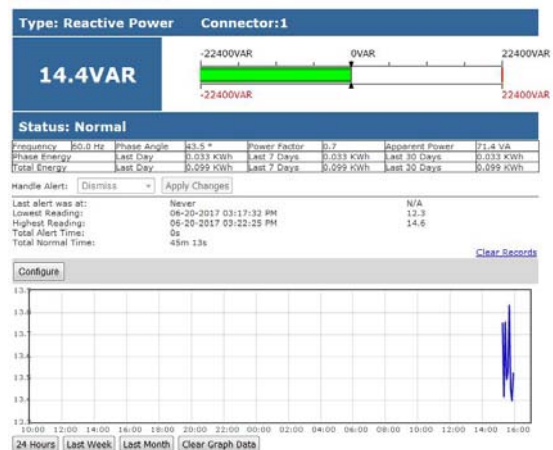 Type: Reactive Power Connector:1
-22400VAR 0VAR 22400VAR
14.4VAR
-22400VAR 22400VAR
Status: Normal
Frequency 60.0 Hz Phase Angle 43.5 ° Power Factor 0.7 Apparent Power 71.4 VA
Phase Energy Last Day 0.033 KWh Last 7 Days 0.033 KWh Last 30 Days 0.033 KWh
Total Energy Last Day 0.099 KWh Last 7 Days 0.099 KWh Last 30 Days 0.099 KWh
Handle Alert: Dismiss Apply Changes
Last alert was at: Never N/A
Lowest Reading: 06-20-2017 03:17:32 PM 12.3
Highest Reading: 06-20-2017 03:22:25 PM 14.6
Total Alert Time: 0s
Total Normal Time: 45m 13s
Clear Records
Configure
10:00 12:00 14:00 16:00 18:00 20:00 22:00 00:00 02:00 04:00 06:00 08:00 10:00 12:00 14:00 16:00
24 Hours Last Week Last Month Clear Graph Data